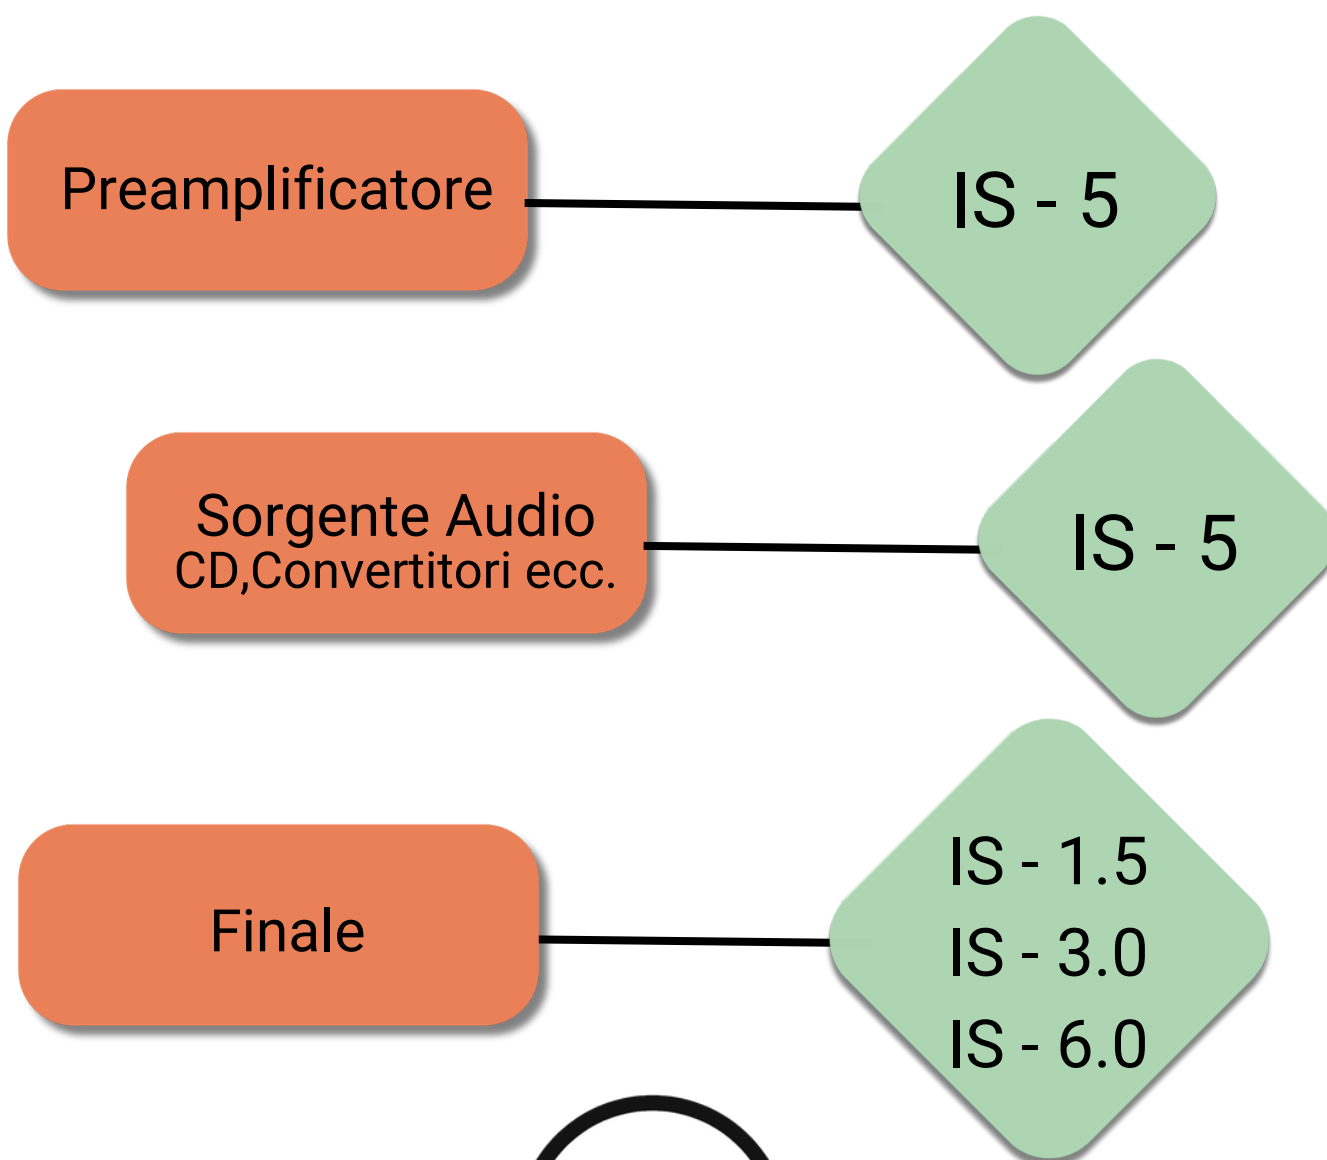 Preamplificatore
IS - 5
Sorgente Audio
CD,Convertitori ecc.
IS - 5
Finale
IS - 1.5
IS - 3.0
IS - 6.0